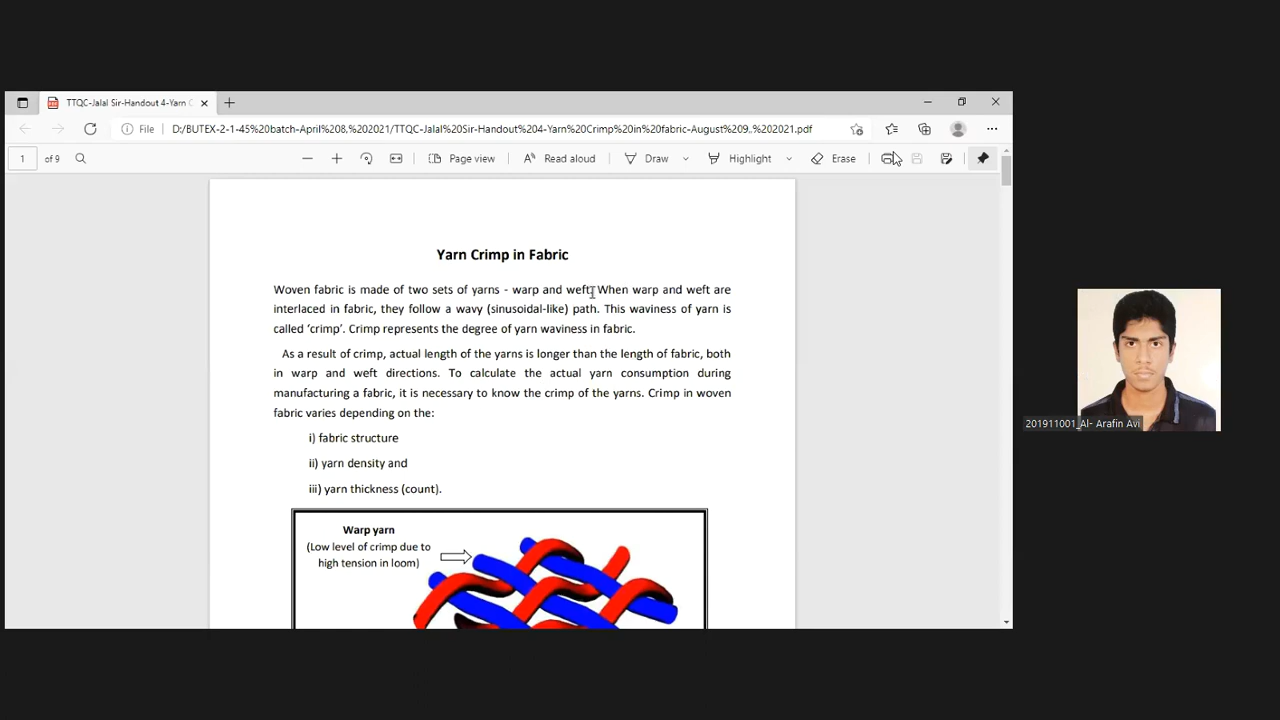 TTQC-Jalal Sir-Handout 4-Yarn C
File
D:/BUTEX-2-1-45%20batch-April%208,%202021/TTQC-Jalal%20Sir-Handout%204-Yarn%20Crimp%20in%20fabric-August%209..%202021.pdf
1 of 9
Page view
Read aloud
Draw
Highlight
Erase
Yarn Crimp in Fabric
Woven fabric is made of two sets of yarns - warp and weft. When warp and weft are
interlaced in fabric, they follow a wavy (sinusoidal-like) path. This waviness of yarn is
called ‘crimp’. Crimp represents the degree of yarn waviness in fabric.
As a result of crimp, actual length of the yarns is longer than the length of fabric, both
in warp and weft directions. To calculate the actual yarn consumption during
manufacturing a fabric, it is necessary to know the crimp of the yarns. Crimp in woven
fabric varies depending on the:
i) fabric structure
ii) yarn density and
iii) yarn thickness (count).
Warp yarn
(Low level of crimp due to
high tension in loom)
201911001_Al- Arafin Avi